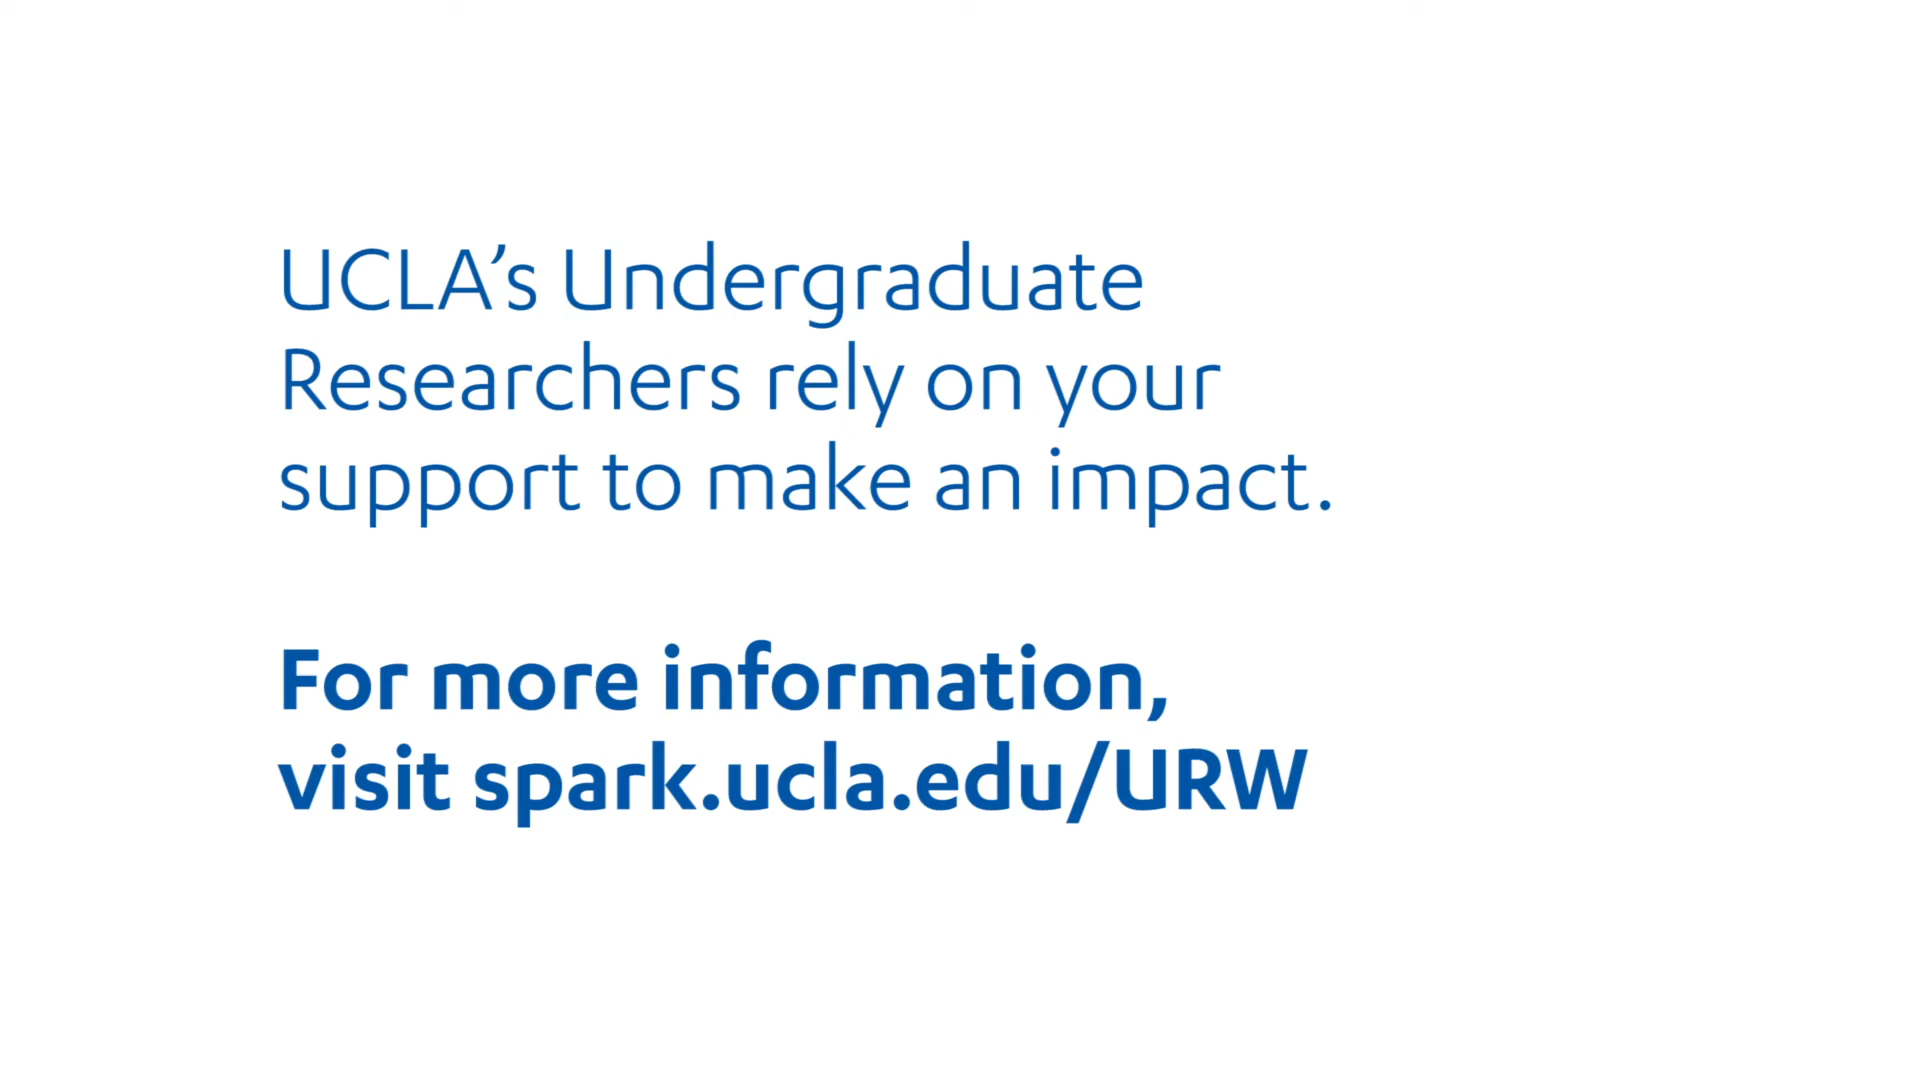 UCLA’s Undergraduate
Researchers rely on your
support to make an impact.
For more information,
visit spark.ucla.edu/URW